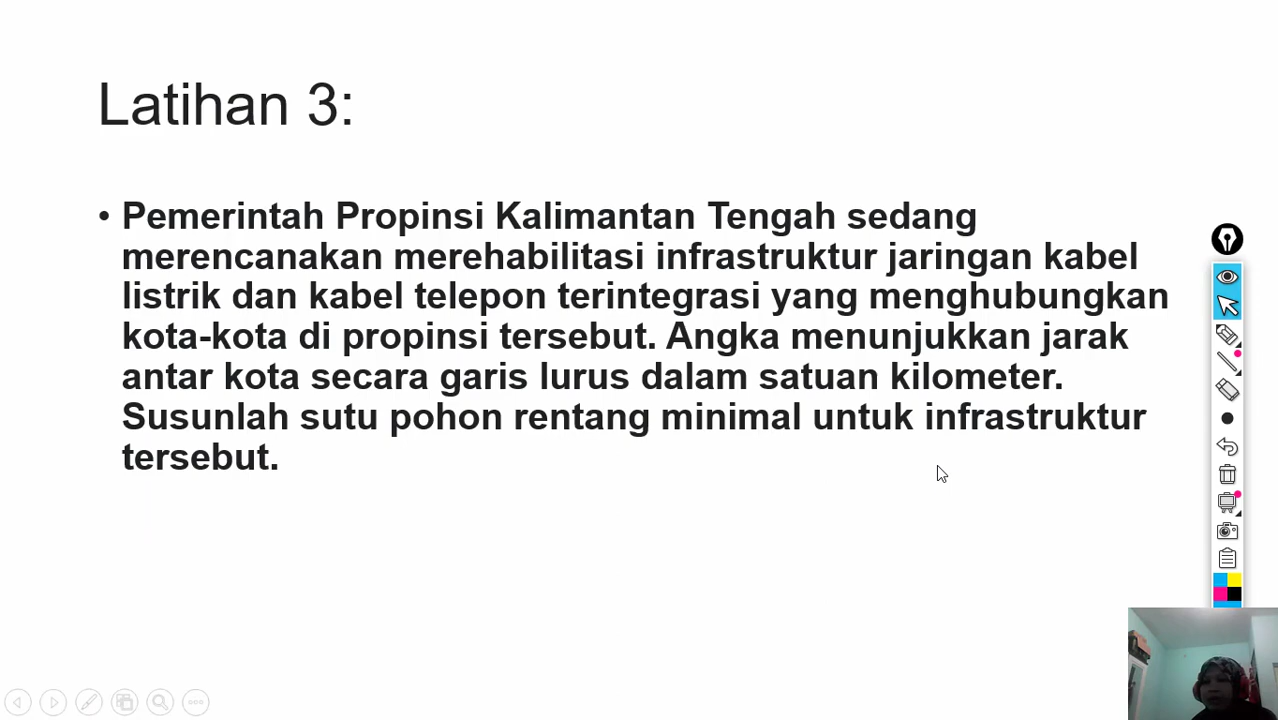 Latihan 3:
• Pemerintah Propinsi Kalimantan Tengah sedang
merencanakan merehabilitasi infrastruktur jaringan kabel
listrik dan kabel telepon terintegrasi yang menghubungkan
kota-kota di propinsi tersebut. Angka menunjukkan jarak
antar kota secara garis lurus dalam satuan kilometer.
Susunlah sutu pohon rentang minimal untuk infrastruktur
tersebut.